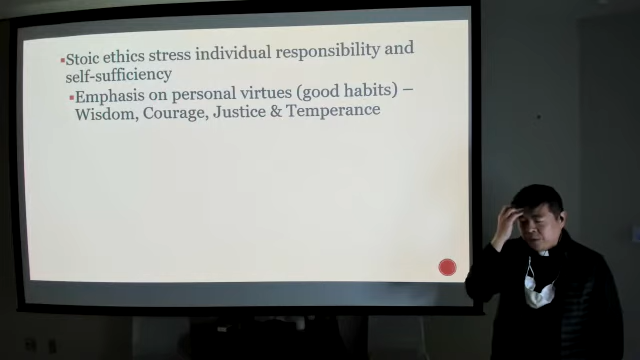 ▪Stoic ethics stress individual responsibility and
self-sufficiency
▪Emphasis on personal virtues (good habits) –
Wisdom, Courage, Justice & Temperance